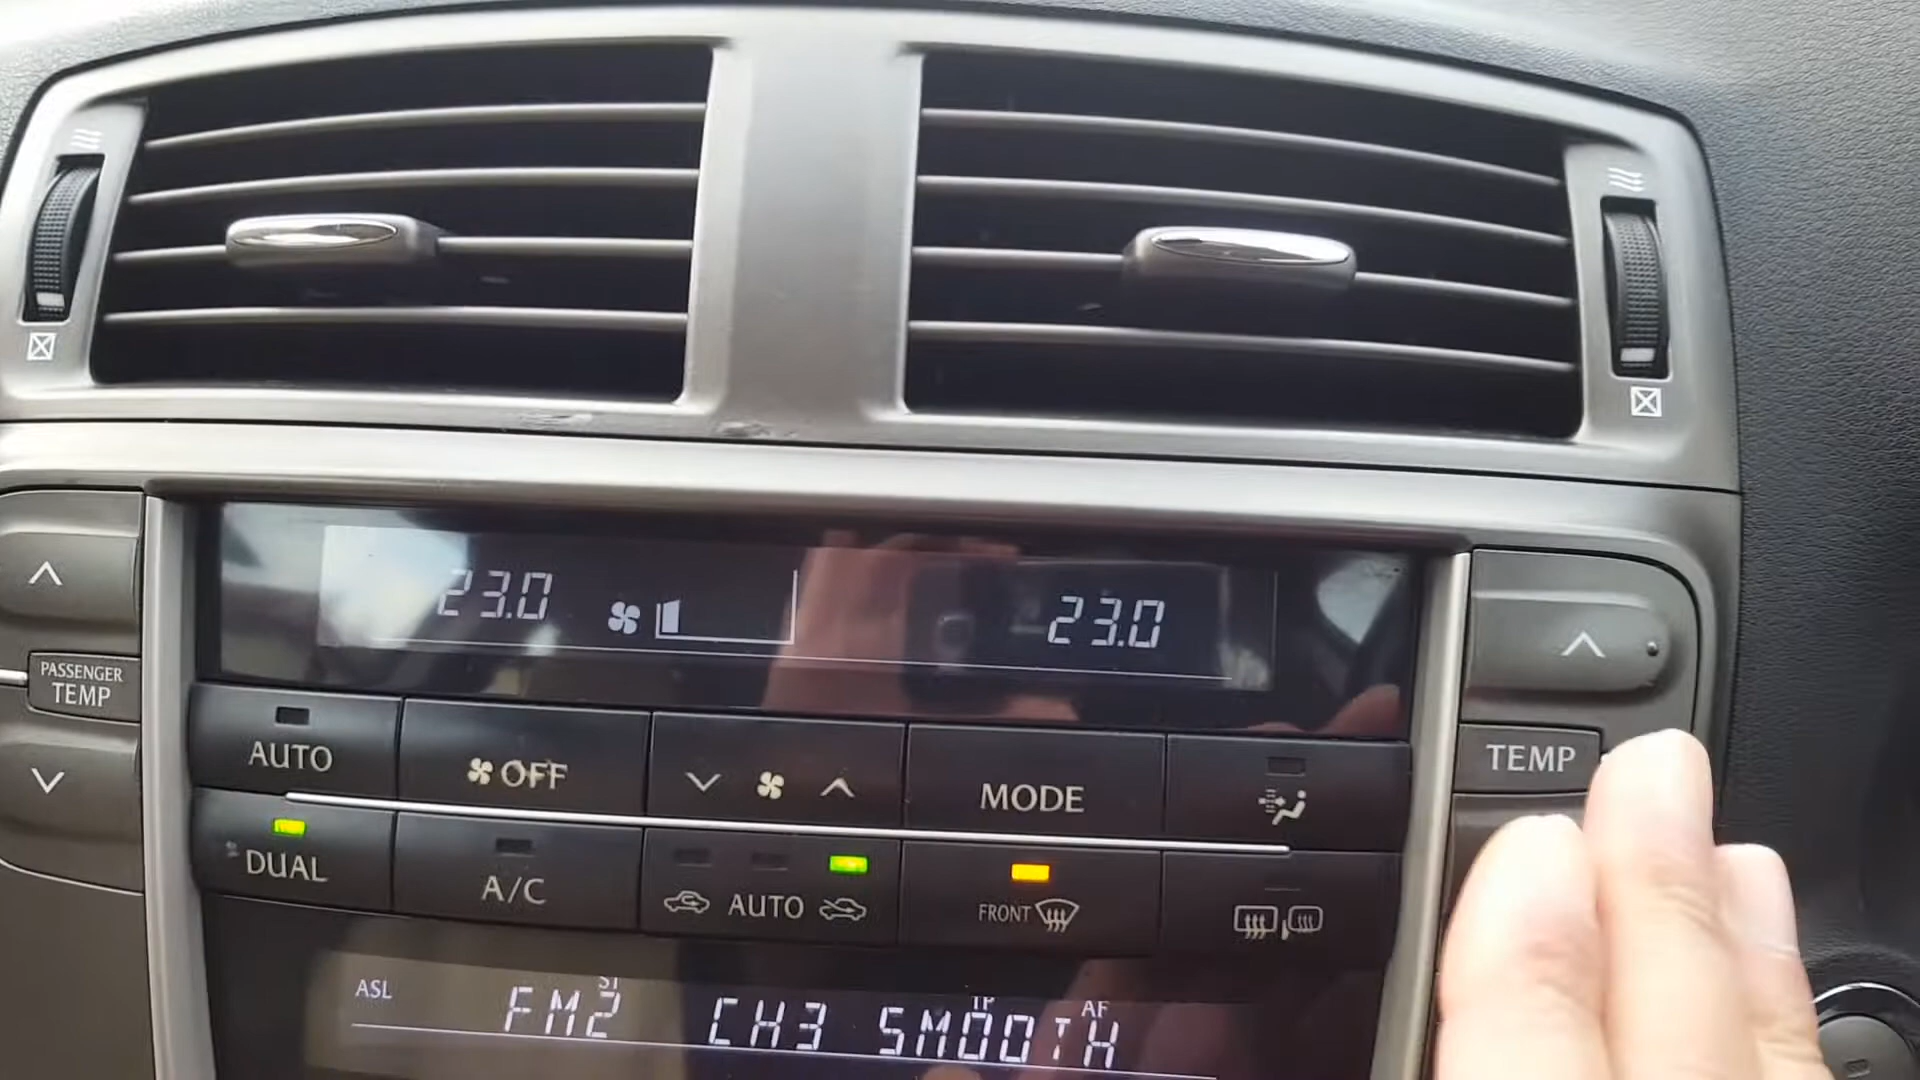 23.0 23.0
PASSENGER
TEMP
TEMP
AUTO OFF MODE
DUAL A/C AUTO FRONT
ASL ST TP AF
FM2 CH3 SMOOTH